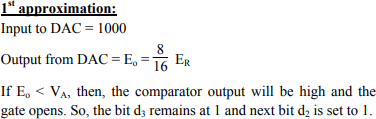 1st approximation:
Input to DAC = 1000
Output from DAC = Eo = 8/16 ER
If Eo < VA, then, the comparator output will be high and the
gate opens. So, the bit d3 remains at 1 and next bit d2 is set to 1.